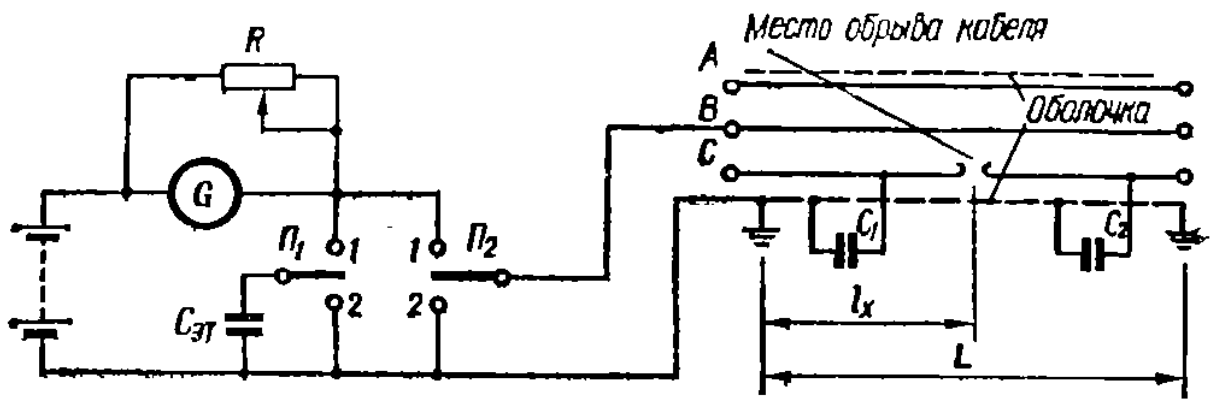 R
Место обрыва кабеля
A
B
Оболочка
C
G
П₁
1
1
П₂
C₁
C₂
2
2
Cэт
lx
L